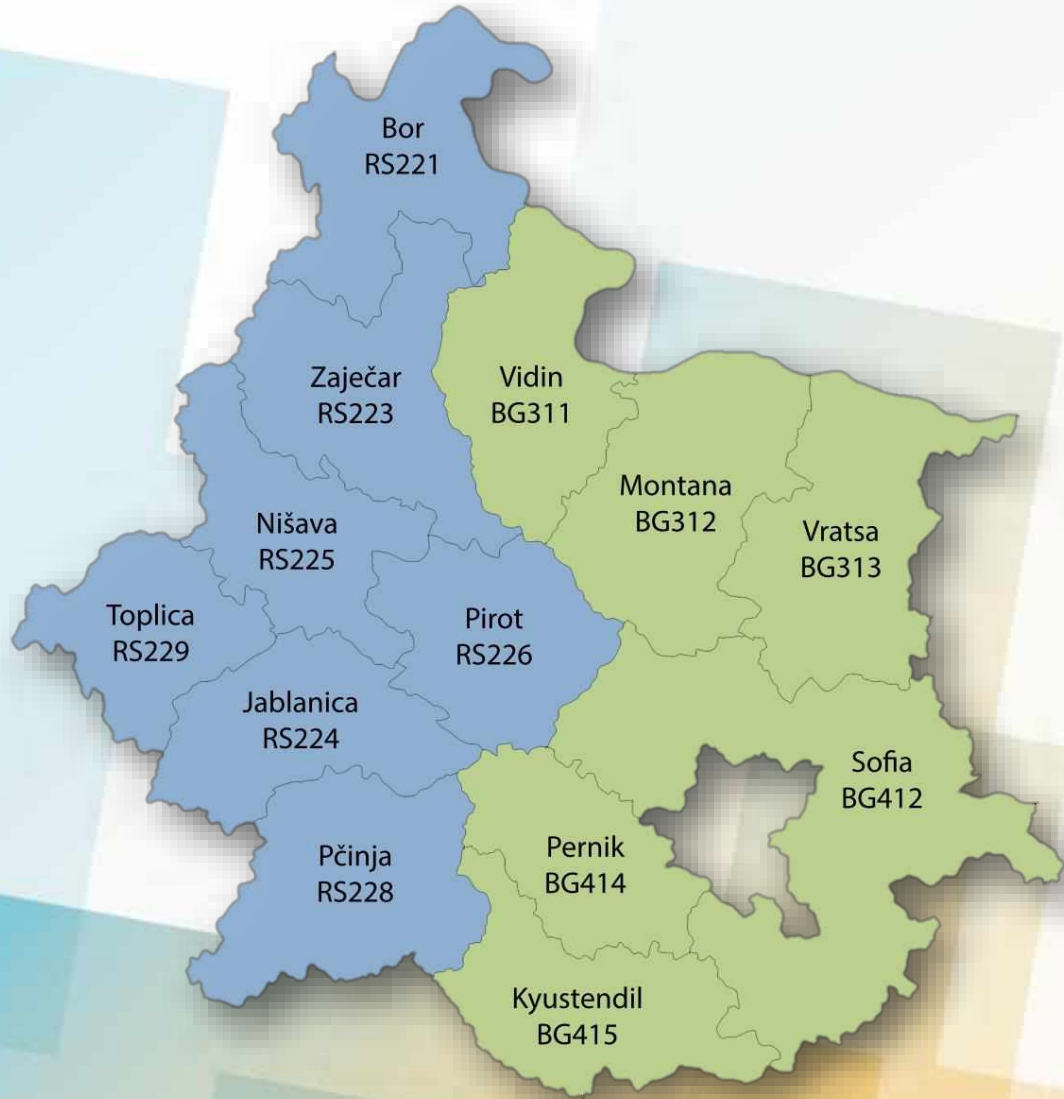 Bor
RS221
Zaječar
RS223
Vidin
BG311
Montana
BG312
Vratsa
BG313
Nišava
RS225
Toplica
RS229
Pirot
RS226
Jablanica
RS224
Sofia
BG412
Pčinja
RS228
Pernik
BG414
Kyustendil
BG415